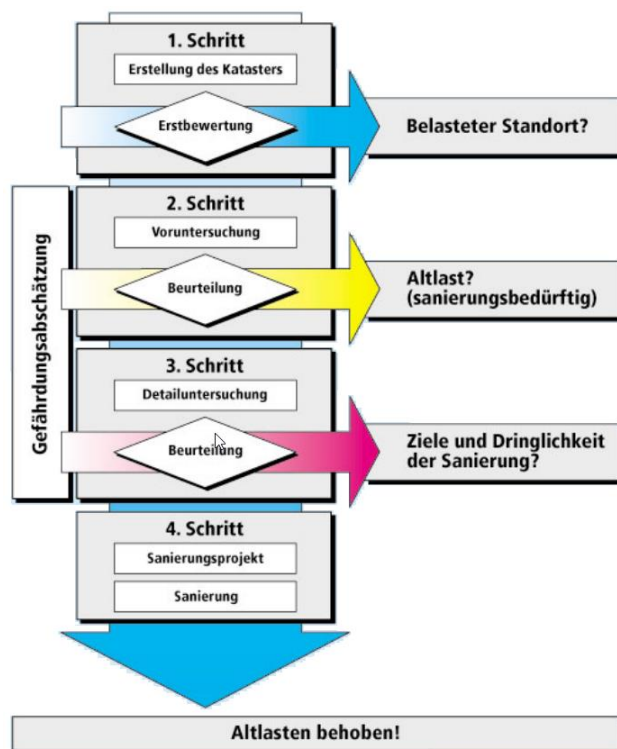 1. Schritt
Erstellung des Katasters
Erstbewertung
Belasteter Standort?
Gefährdungsabschätzung
2. Schritt
Voruntersuchung
Beurteilung
Altlast?
(sanierungsbedürftig)
3. Schritt
Detailuntersuchung
Beurteilung
Ziele und Dringlichkeit
der Sanierung?
4. Schritt
Sanierungsprojekt
Sanierung
Altlasten behoben!